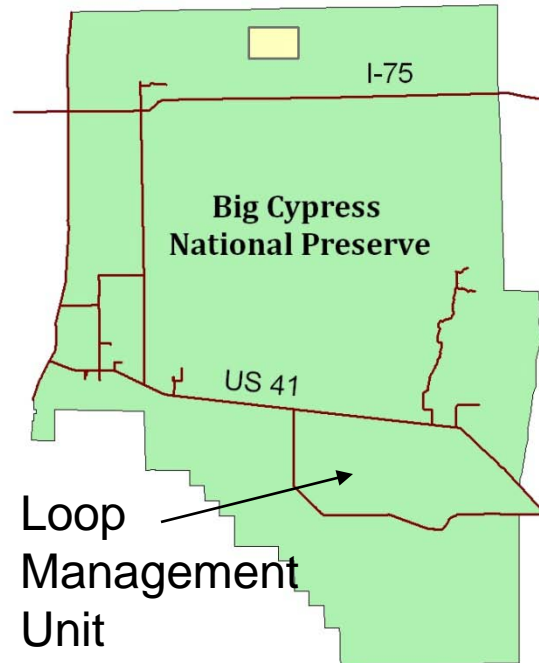 I-75
Big Cypress
National Preserve
US 41
Loop
Management
Unit